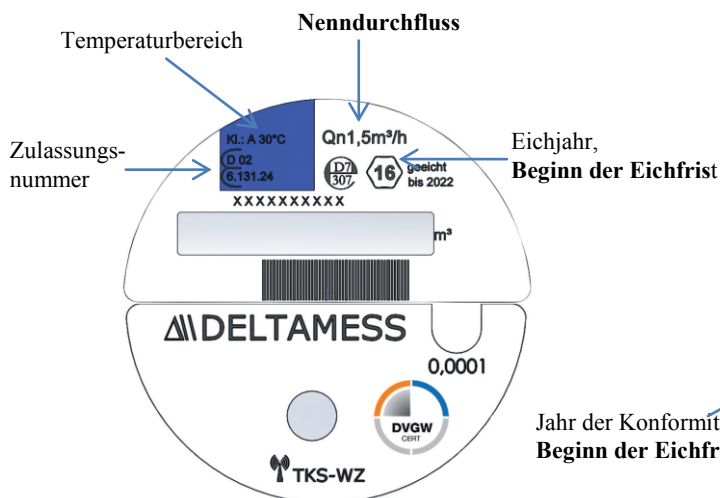 Temperaturbereich
Nenndurchfluss
Zulassungs-
nummer
Kl.: A 30°C
D 02
6.131.24
Qn1,5m³/h
D7
307
16
geeicht
bis 2022
Eichjahr,
Beginn der Eichfrist
XXXXXXXXXX
m³
DELTAMESS
0,0001
DVGW
CERT
TKS-WZ
Jahr der Konformit
Beginn der Eichfr